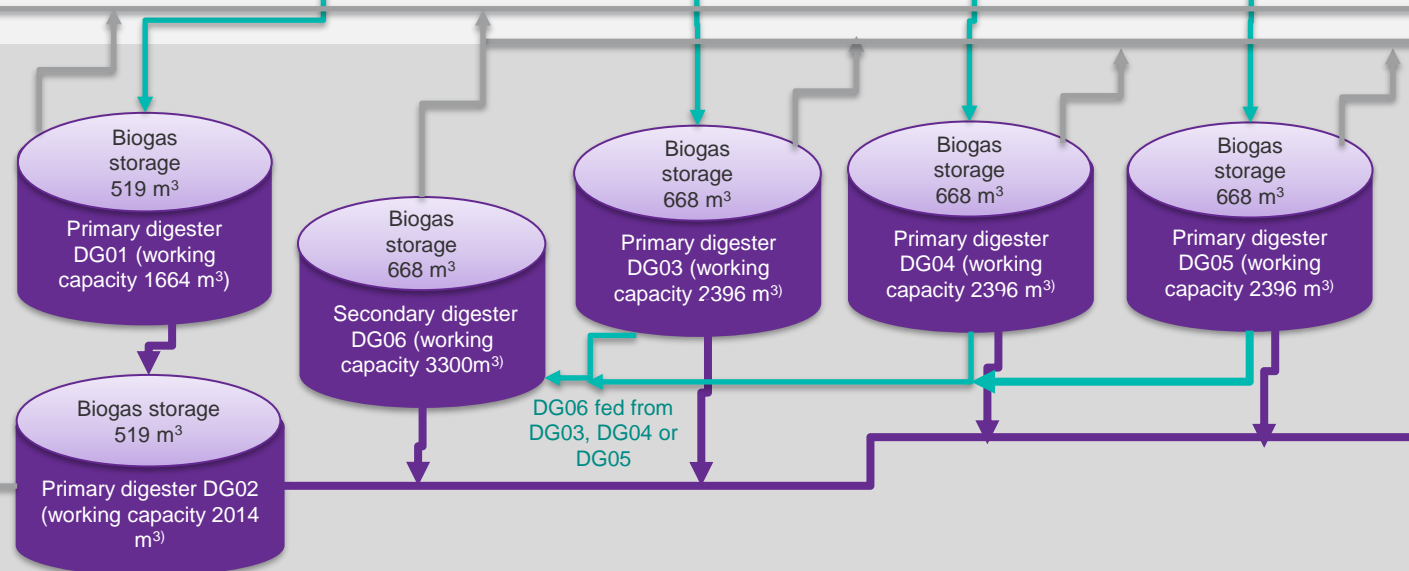 Biogas
storage
519 m³
Primary digester
DG01 (working
capacity 1664 m³)
Biogas storage
519 m³
Primary digester DG02
(working capacity 2014
m³)
Biogas
storage
668 m³
Secondary digester
DG06 (working
capacity 3300m³)
Biogas
storage
668 m³
Primary digester
DG03 (working
capacity 2396 m³)
DG06 fed from
DG03, DG04 or
DG05
Biogas
storage
668 m³
Primary digester
DG04 (working
capacity 2396 m³)
Biogas
storage
668 m³
Primary digester
DG05 (working
capacity 2396 m³)